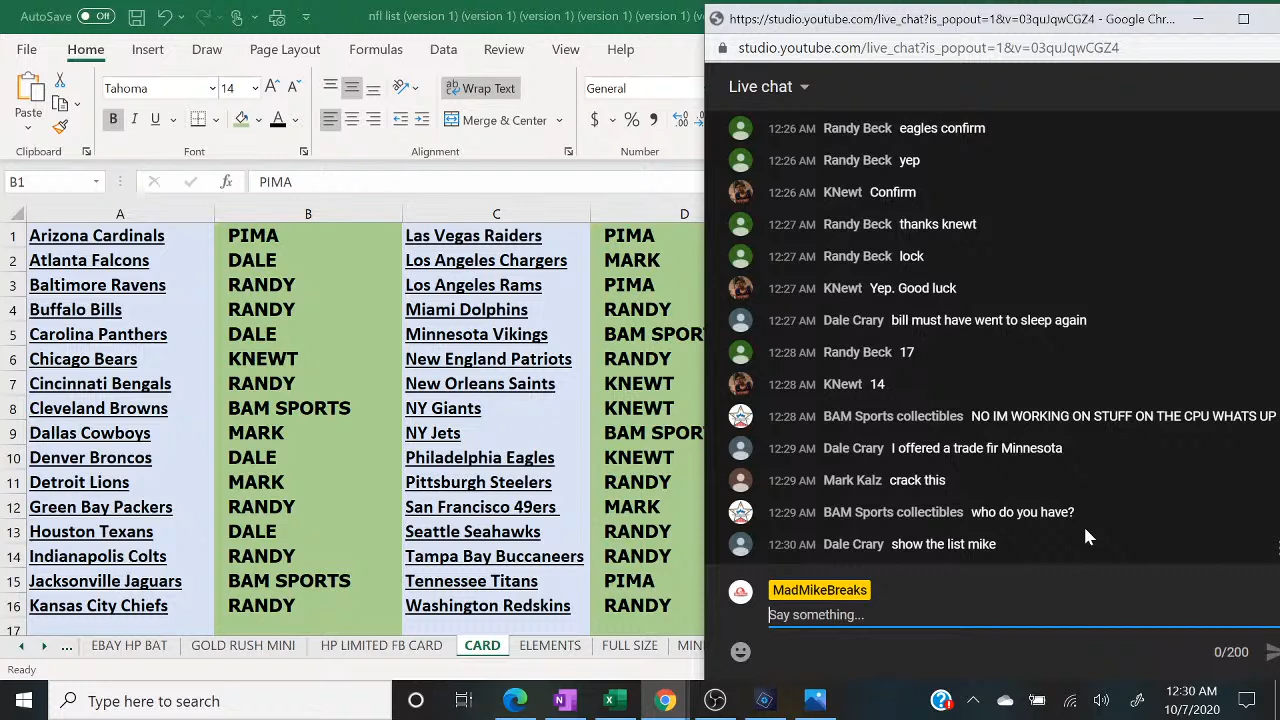 AutoSave Off nfl list (version 1) (version 1) (version 1) (version
File Home Insert Draw Page Layout Formulas Data Review View Help
Paste
Tahoma 14
B I U
Wrap Text
Merge & Center
General
$ %
Clipboard Font Alignment Number
B1 PIMA
A B C D
1 Arizona Cardinals PIMA Las Vegas Raiders PIMA
2 Atlanta Falcons DALE Los Angeles Chargers MARK
3 Baltimore Ravens RANDY Los Angeles Rams PIMA
4 Buffalo Bills RANDY Miami Dolphins RANDY
5 Carolina Panthers DALE Minnesota Vikings BAM SPOR
6 Chicago Bears KNEWT New England Patriots RANDY
7 Cincinnati Bengals RANDY New Orleans Saints KNEWT
8 Cleveland Browns BAM SPORTS NY Giants KNEWT
9 Dallas Cowboys MARK NY Jets BAM SPOR
10 Denver Broncos DALE Philadelphia Eagles KNEWT
11 Detroit Lions MARK Pittsburgh Steelers RANDY
12 Green Bay Packers RANDY San Francisco 49ers MARK
13 Houston Texans DALE Seattle Seahawks RANDY
14 Indianapolis Colts RANDY Tampa Bay Buccaneers RANDY
15 Jacksonville Jaguars BAM SPORTS Tennessee Titans PIMA
16 Kansas City Chiefs RANDY Washington Redskins RANDY
17
... EBAY HP BAT GOLD RUSH MINI HP LIMITED FB CARD CARD ELEMENTS FULL SIZE MIN
Ready
https://studio.youtube.com/live_chat?is_popout=1&v=03quJqwCGZ4 - Google Chr...
studio.youtube.com/live_chat?is_popout=1&v=03quJqwCGZ4
Live chat
12:26 AM Randy Beck eagles confirm
12:26 AM Randy Beck yep
12:26 AM KNewt Confirm
12:27 AM Randy Beck thanks knewt
12:27 AM Randy Beck lock
12:27 AM KNewt Yep. Good luck
12:27 AM Dale Crary bill must have went to sleep again
12:28 AM Randy Beck 17
12:28 AM KNewt 14
12:28 AM BAM Sports collectibles NO IM WORKING ON STUFF ON THE CPU WHATS UP
12:29 AM Dale Crary I offered a trade fir Minnesota
12:29 AM Mark Kalz crack this
12:29 AM BAM Sports collectibles who do you have?
12:30 AM Dale Crary show the list mike
MadMikeBreaks
Say something...
0/200
Type here to search
12:30 AM
10/7/2020